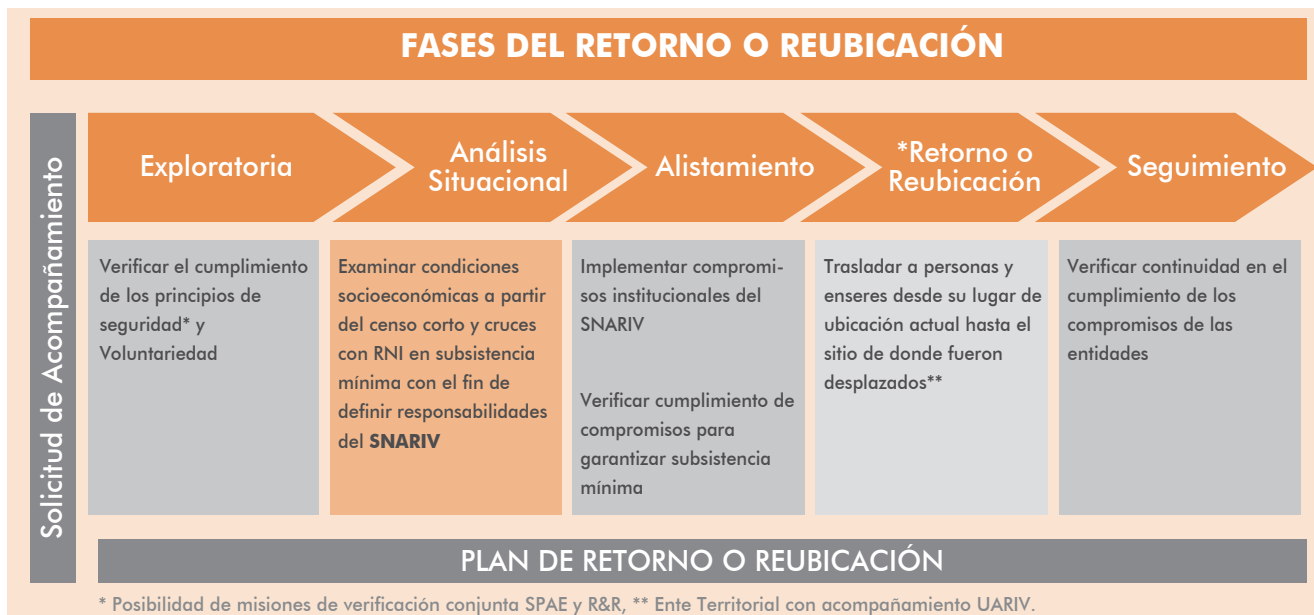 FASES DEL RETORNO O REUBICACIÓN
Solicitud de Acompañamiento
Exploratoria
Análisis
Situacional
Alistamiento
*Retorno o
Reubicación
Seguimiento
Verificar el cumplimiento
de los principios de
seguridad* y
Voluntariedad
Examinar condiciones
socioeconómicas a partir
del censo corto y cruces
con RNI en subsistencia
mínima con el fin de
definir responsabilidades
del SNARIV
Implementar compromi-
sos institucionales del
SNARIV
Verificar cumplimiento de
compromisos para
garantizar subsistencia
mínima
Trasladar a personas y
enseres desde su lugar de
ubicación actual hasta el
sitio de donde fueron
desplazados**
Verificar continuidad en el
cumplimiento de los
compromisos de las
entidades
PLAN DE RETORNO O REUBICACIÓN
* Posibilidad de misiones de verificación conjunta SPAE y R&R, ** Ente Territorial con acompañamiento UARIV.